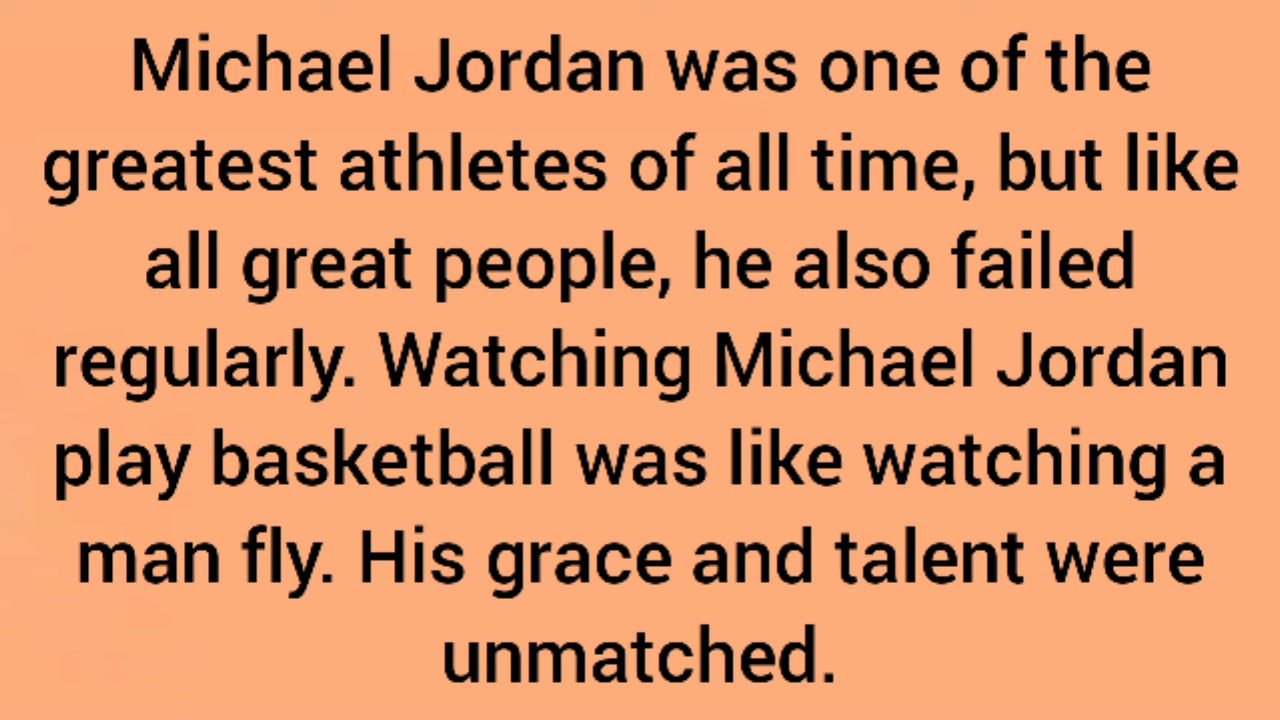 Michael Jordan was one of the
greatest athletes of all time, but like
all great people, he also failed
regularly. Watching Michael Jordan
play basketball was like watching a
man fly. His grace and talent were
unmatched.